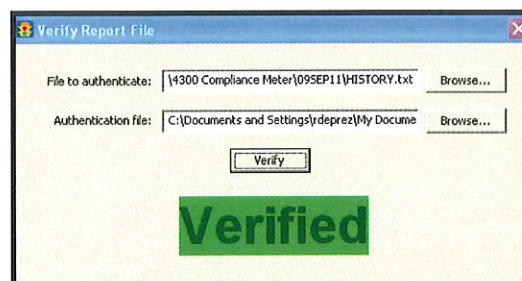 Verify Report File
File to authenticate: \4300 Compliance Meter\09SEP11\HISTORY.txt Browse...
Authentication file: C:\Documents and Settings\rdeprez\My Docume Browse...
Verify
Verified